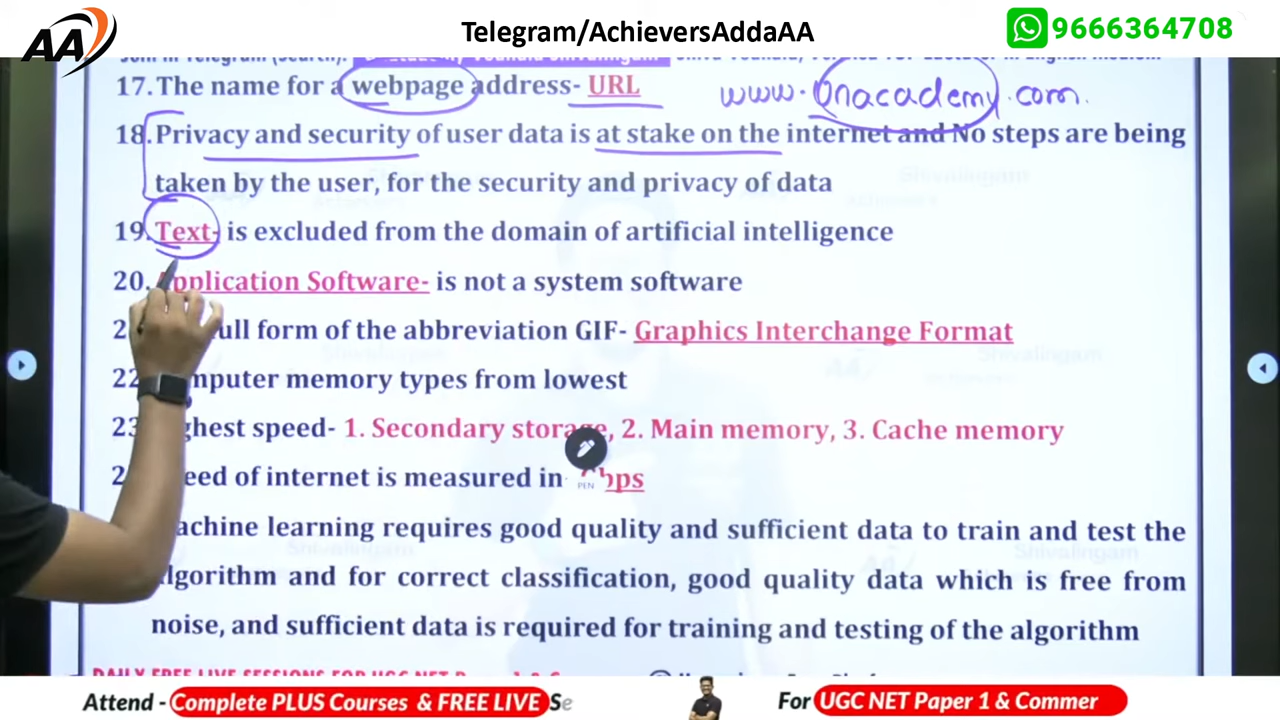 AA
Telegram/AchieversAddaAA
9666364708
17. The name for a webpage address- URL
www.Unacademy.com.
18. Privacy and security of user data is at stake on the internet and No steps are being
taken by the user, for the security and privacy of data
19. Text- is excluded from the domain of artificial intelligence
20. pplication Software- is not a system software
2 ull form of the abbreviation GIF- Graphics Interchange Format
22 mputer memory types from lowest
23 ghest speed- 1. Secondary storage, 2. Main memory, 3. Cache memory
2 eed of internet is measured in bps
PEN
achine learning requires good quality and sufficient data to train and test the
lgorithm and for correct classification, good quality data which is free from
noise, and sufficient data is required for training and testing of the algorithm
Attend - Complete PLUS Courses & FREE LIVE Se
For UGC NET Paper 1 & Commer